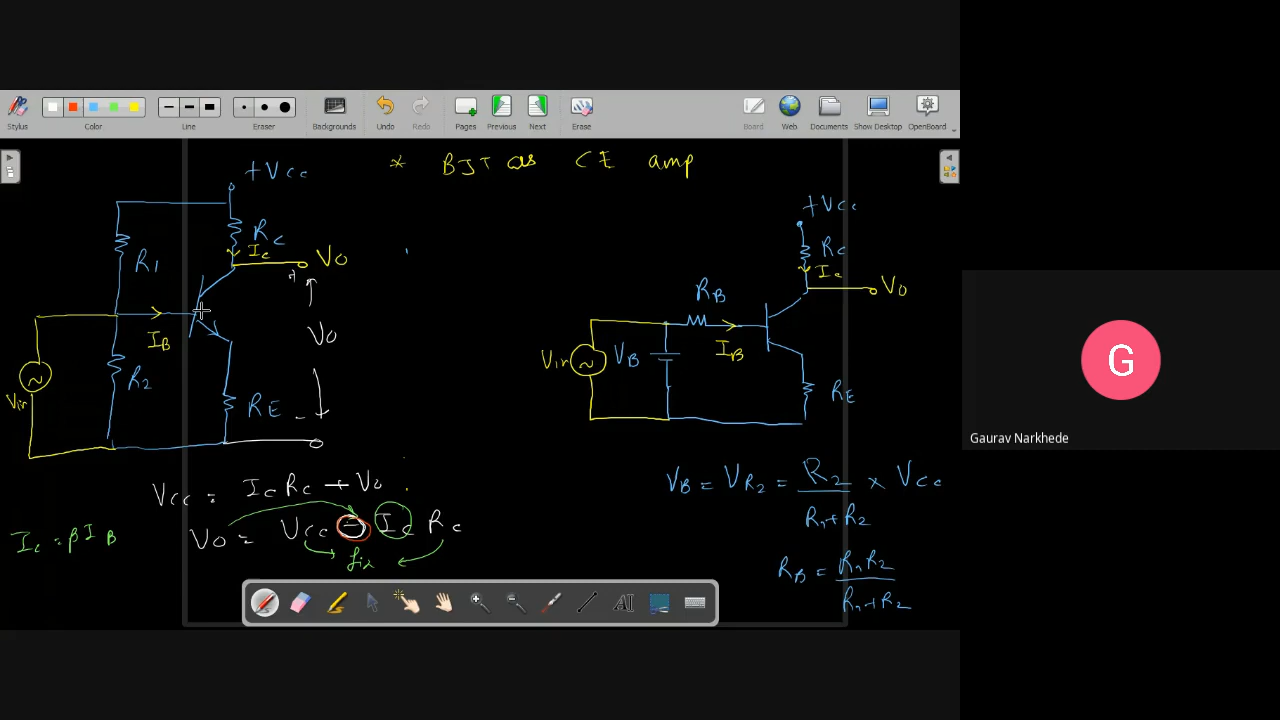 Stylus
Color
Line
Eraser
Backgrounds
Undo
Redo
Pages
Previous
Next
Erase
Board
Web
Documents
Show Desktop
OpenBoard
* BJT as CE amp
+Vcc
RC
Ic
Vo
R1
+
Vo
IB
R2
Vin
RE
-
+Vcc
RC
Ic
Vo
RB
Vin
VB
IB
RE
Vcc = Ic Rc + Vo
Vo = Vcc - Ic Rc
fix
Ic = βIB
VB = VR2 = R2 / R1+R2 × Vcc
RB = R1R2 / R1+R2
G
Gaurav Narkhede